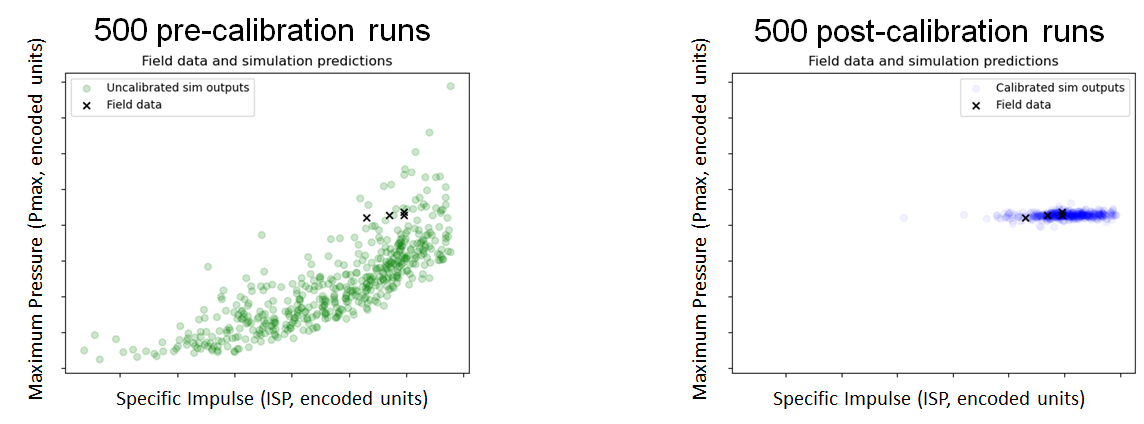 500 pre-calibration runs
Field data and simulation predictions
Uncalibrated sim outputs
Field data
Maximum Pressure (Pmax, encoded units)
Specific Impulse (ISP, encoded units)
500 post-calibration runs
Field data and simulation predictions
Calibrated sim outputs
Field data
Maximum Pressure (Pmax, encoded units)
Specific Impulse (ISP, encoded units)